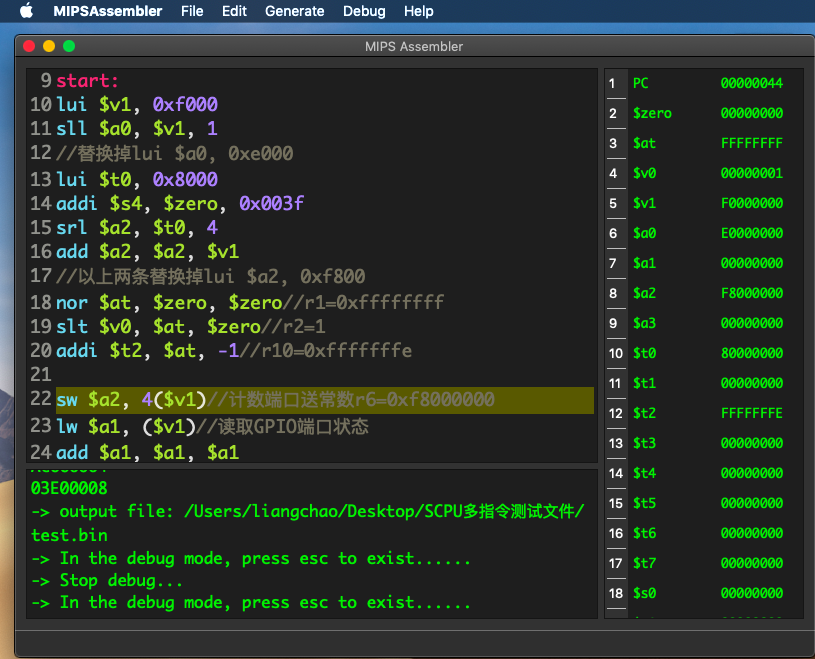 MIPSAssembler File Edit Generate Debug Help
MIPS Assembler
9 start:
10 lui $v1, 0xf000
11 sll $a0, $v1, 1
12 //替换掉lui $a0, 0xe000
13 lui $t0, 0x8000
14 addi $s4, $zero, 0x003f
15 srl $a2, $t0, 4
16 add $a2, $a2, $v1
17 //以上两条替换掉lui $a2, 0xf800
18 nor $at, $zero, $zero//r1=0xffffffff
19 slt $v0, $at, $zero//r2=1
20 addi $t2, $at, -1//r10=0xfffffffe
21
22 sw $a2, 4($v1)//计数端口送常数r6=0xf8000000
23 lw $a1, ($v1)//读取GPIO端口状态
24 add $a1, $a1, $a1
03E00008
-> output file: /Users/liangchao/Desktop/SCPU多指令测试文件/
test.bin
-> In the debug mode, press esc to exist......
-> Stop debug...
-> In the debug mode, press esc to exist......
1 PC 00000044
2 $zero 00000000
3 $at FFFFFFFF
4 $v0 00000001
5 $v1 F0000000
6 $a0 E0000000
7 $a1 00000000
8 $a2 F8000000
9 $a3 00000000
10 $t0 80000000
11 $t1 00000000
12 $t2 FFFFFFFE
13 $t3 00000000
14 $t4 00000000
15 $t5 00000000
16 $t6 00000000
17 $t7 00000000
18 $s0 00000000